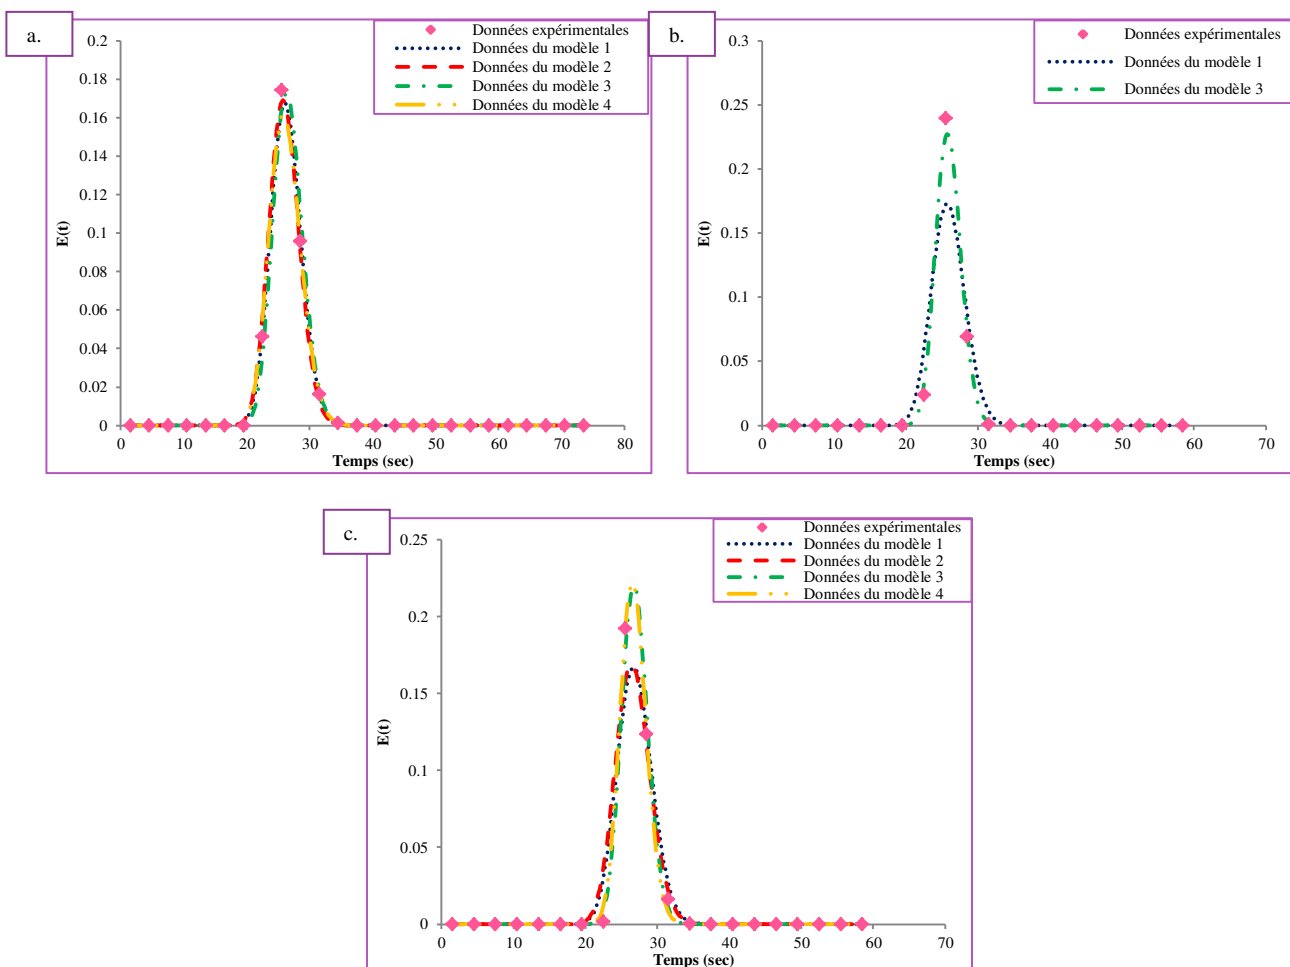 a.
Données expérimentales
Données du modèle 1
Données du modèle 2
Données du modèle 3
Données du modèle 4
0.2
0.18
0.16
0.14
0.12
0.1
0.08
0.06
0.04
0.02
0
E(t)
0 10 20 30 40 50 60 70 80
Temps (sec)
b.
Données expérimentales
Données du modèle 1
Données du modèle 3
0.3
0.25
0.2
0.15
0.1
0.05
0
E(t)
0 10 20 30 40 50 60 70
Temps (sec)
c.
Données expérimentales
Données du modèle 1
Données du modèle 2
Données du modèle 3
Données du modèle 4
0.25
0.2
0.15
0.1
0.05
0
E(t)
0 10 20 30 40 50 60 70
Temps (sec)